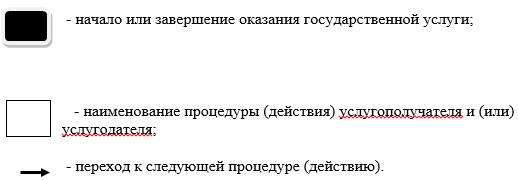 - начало или завершение оказания государственной услуги;
- наименование процедуры (действия) услугополучателя и (или)
услугодателя;
- переход к следующей процедуре (действию).